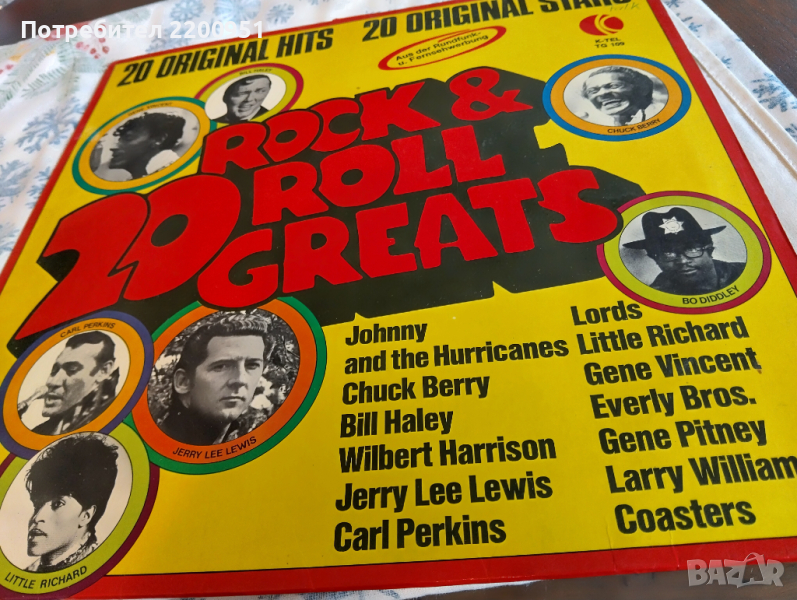 Потребител 2200151
20 ORIGINAL HITS 20 ORIGINAL STARS
K-TEL
TG 109
Aus der Rundfunk-
u. Fernsehwerbung
BILL HALEY
GENE VINCENT
CHUCK BERRY
ROCK &
ROLL
20 GREATS
BO DIDDLEY
CARL PERKINS
JERRY LEE LEWIS
LITTLE RICHARD
Johnny
and the Hurricanes
Chuck Berry
Bill Haley
Wilbert Harrison
Jerry Lee Lewis
Carl Perkins
Lords
Little Richard
Gene Vincent
Everly Bros.
Gene Pitney
Larry William
Coasters
BAZAR